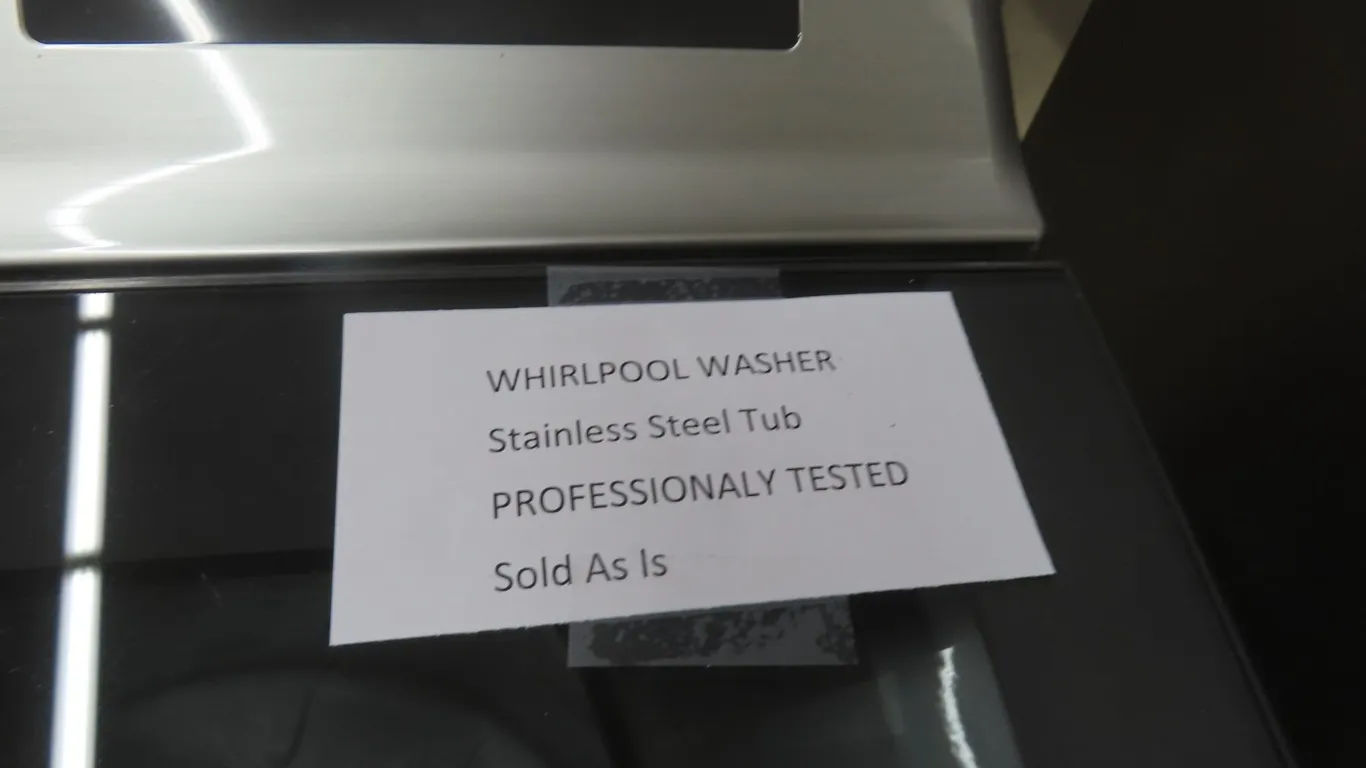 WHIRLPOOL WASHER
Stainless Steel Tub
PROFESSIONALY TESTED
Sold As Is